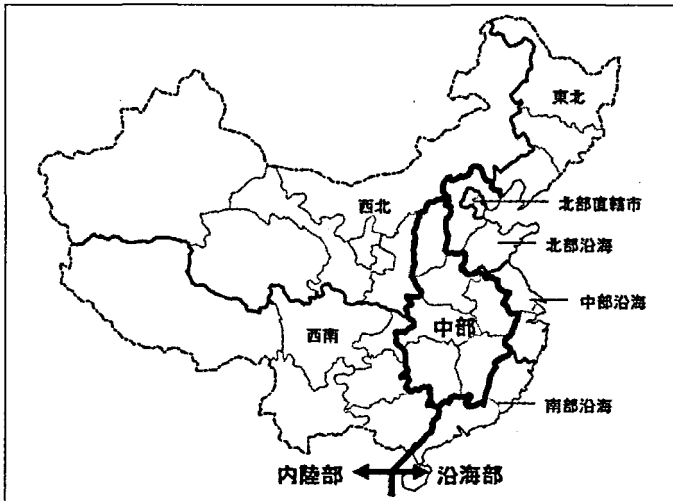 東北
西北
北部直轄市
北部沿海
中部沿海
中部
西南
南部沿海
内陸部
沿海部